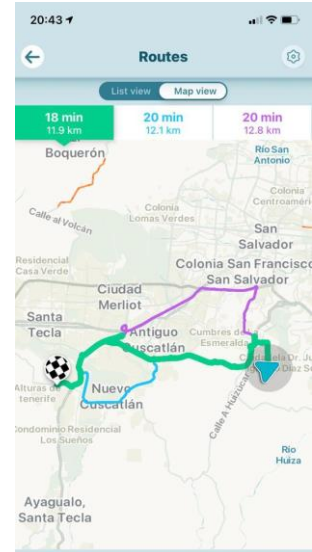 20:43
Routes
List view
Map view
18 min
11.9 km
20 min
12.1 km
20 min
12.8 km
Boquerón
Río San
Antonio
Calle al Volcán
Colonia
Lomas Verdes
Colonia
Centroaméri
San
Salvador
Residencial
Casa Verde
Colonia San Francisco
San Salvador
Ciudad
Merliot
Santa
Tecla
Antiguo
Cuscatlán
Cumbres de
Esmeralda
Alturas de
tenerife
Nuevo
Cuscatlán
Calle A Huizúcar
Condominio Residencial
Los Sueños
Río
Huiza
Ayagualo,
Santa Tecla